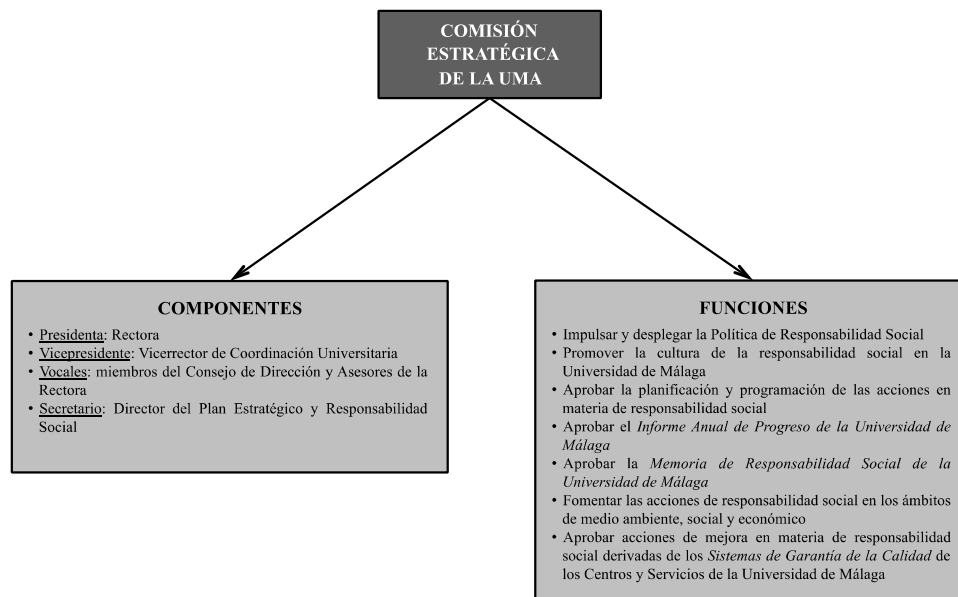 COMISIÓN
ESTRATÉGICA
DE LA UMA
COMPONENTES
• Presidenta: Rectora
• Vicepresidente: Vicerrector de Coordinación Universitaria
• Vocales: miembros del Consejo de Dirección y Asesores de la
Rectora
• Secretario: Director del Plan Estratégico y Responsabilidad
Social
FUNCIONES
• Impulsar y desplegar la Política de Responsabilidad Social
• Promover la cultura de la responsabilidad social en la
Universidad de Málaga
• Aprobar la planificación y programación de las acciones en
materia de responsabilidad social
• Aprobar el Informe Anual de Progreso de la Universidad de
Málaga
• Aprobar la Memoria de Responsabilidad Social de la
Universidad de Málaga
• Fomentar las acciones de responsabilidad social en los ámbitos
de medio ambiente, social y económico
• Aprobar acciones de mejora en materia de responsabilidad
social derivadas de los Sistemas de Garantía de la Calidad de
los Centros y Servicios de la Universidad de Málaga